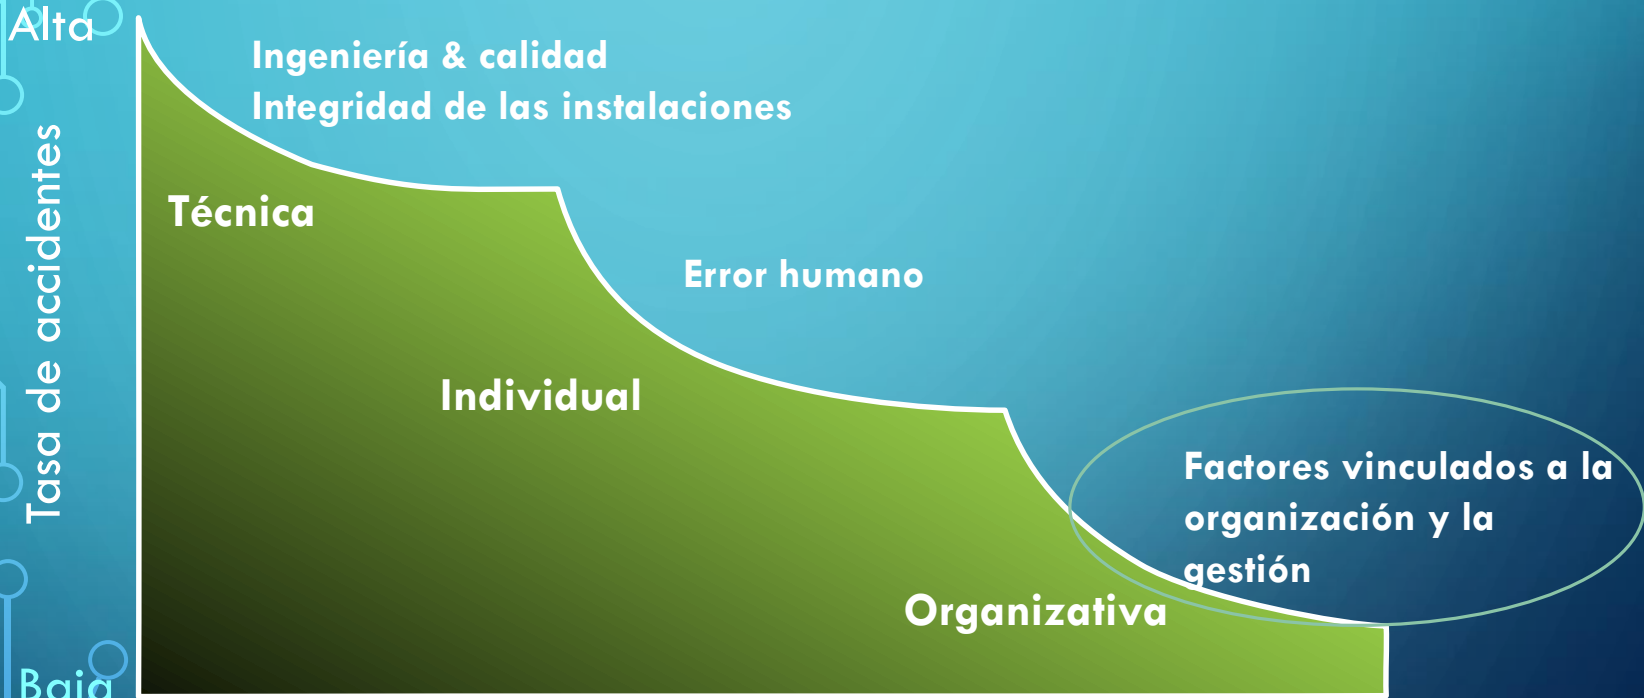 Alta
Ingeniería & calidad
Integridad de las instalaciones
Tasa de accidentes
Técnica
Error humano
Individual
Factores vinculados a la
organización y la
gestión
Organizativa
Baja